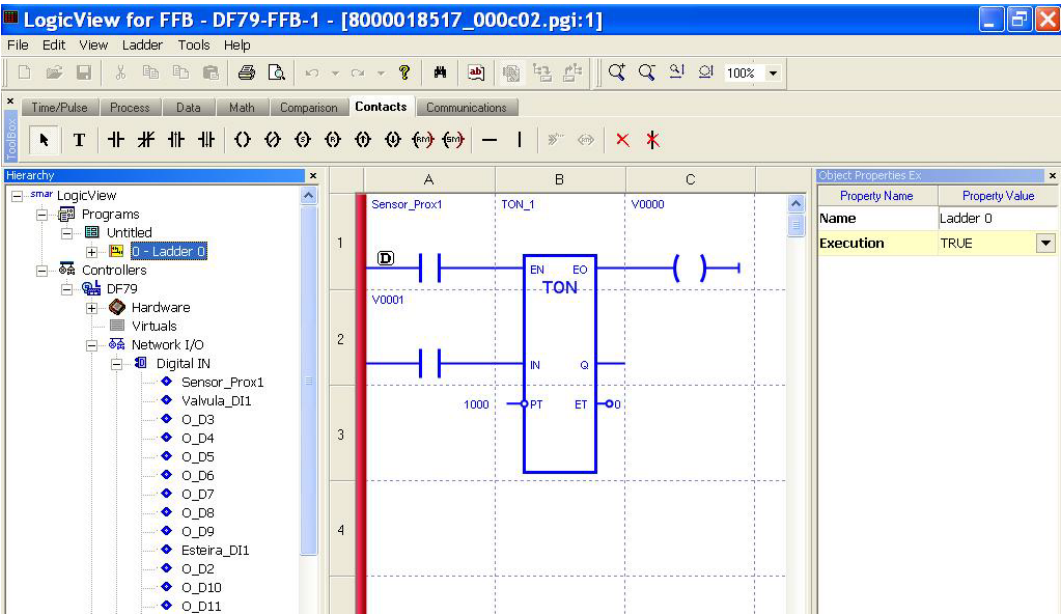 LogicView for FFB - DF79-FFB-1 - [8000018517_000c02.pgi:1]
File Edit View Ladder Tools Help
100%
Time/Pulse Process Data Math Comparison Contacts Communications
ToolBox
T
Hierarchy
smar LogicView
Programs
Untitled
0 - Ladder 0
Controllers
DF79
Hardware
Virtuals
Network I/O
Digital IN
Sensor_Prox1
Valvula_DI1
O_D3
O_D4
O_D5
O_D6
O_D7
O_D8
O_D9
Esteira_DI1
O_D2
O_D10
O_D11
A B C
Sensor_Prox1 TON_1 V0000
1
D
EN EO
TON
V0001
2
IN Q
1000 PT ET 0
3
4
Object Properties Ex
Property Name Property Value
Name Ladder 0
Execution TRUE